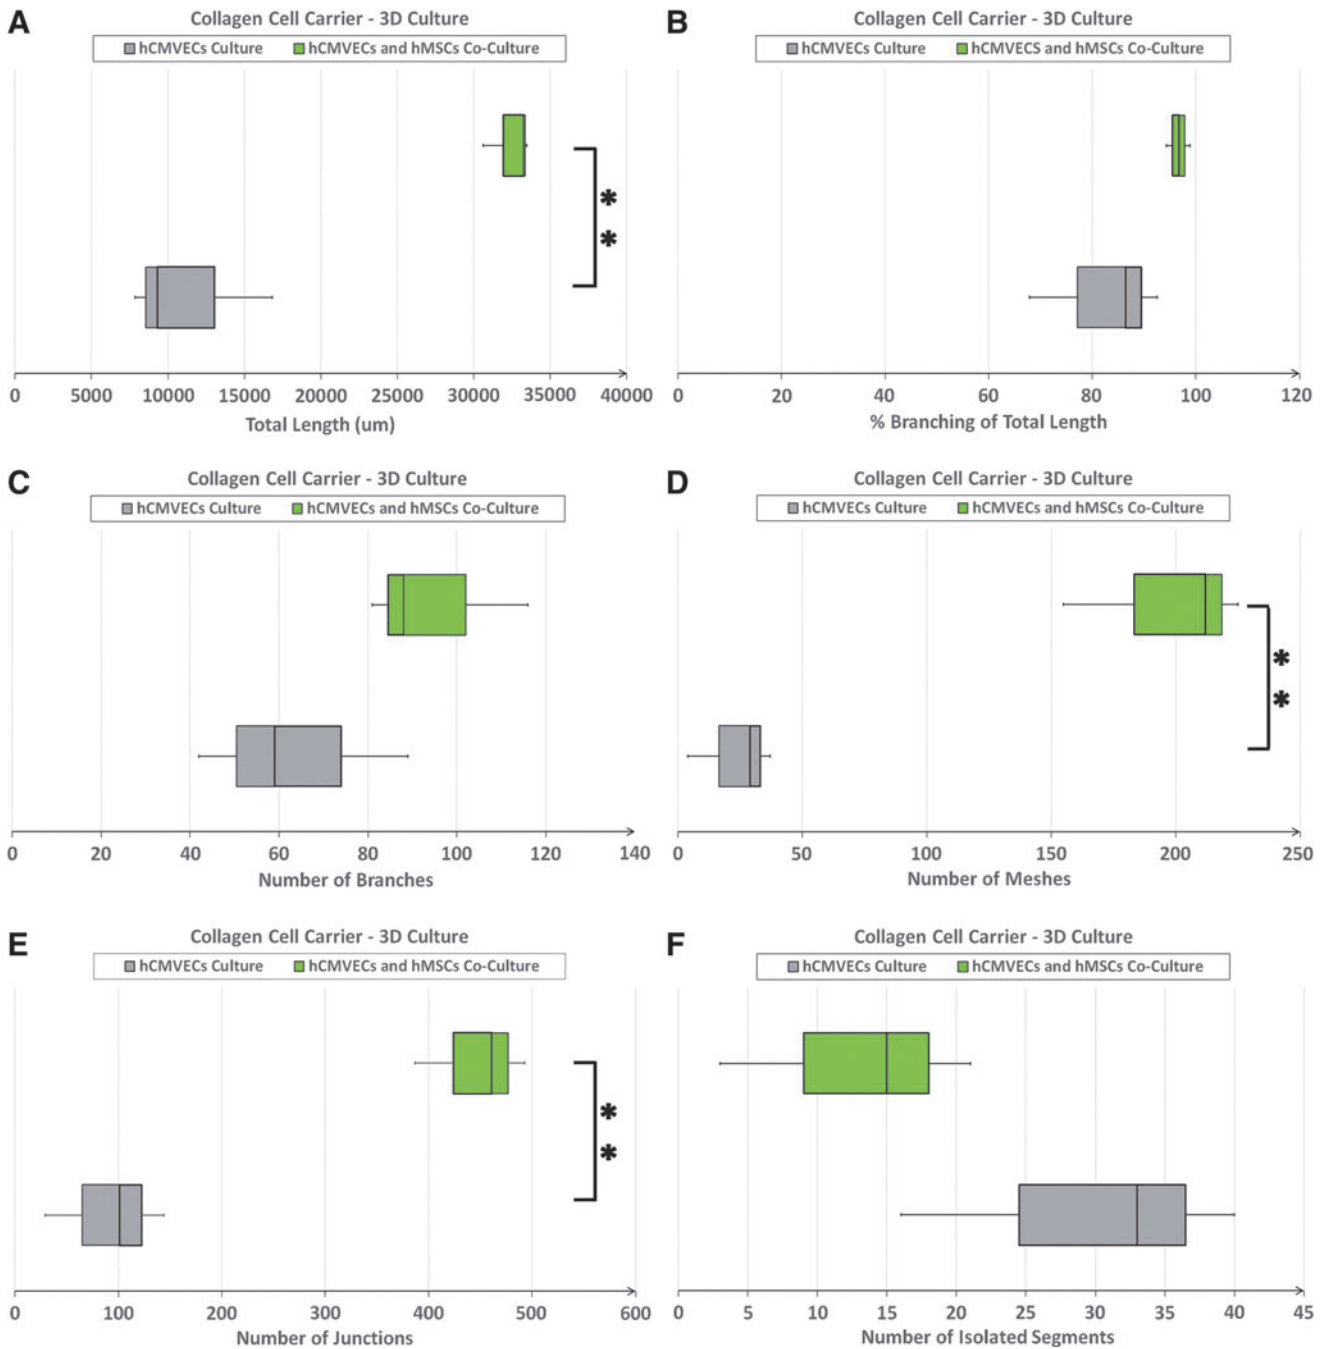 A
Collagen Cell Carrier - 3D Culture
hCMVECs Culture hCMVECs and hMSCs Co-Culture
*
*
0 5000 10000 15000 20000 25000 30000 35000 40000
Total Length (um)
B
Collagen Cell Carrier - 3D Culture
hCMVECs Culture hCMVECS and hMSCs Co-Culture
0 20 40 60 80 100 120
% Branching of Total Length
C
Collagen Cell Carrier - 3D Culture
hCMVECs Culture hCMVECs and hMSCs Co-Culture
0 20 40 60 80 100 120 140
Number of Branches
D
Collagen Cell Carrier - 3D Culture
hCMVECs Culture hCMVECs and hMSCs Co-Culture
*
*
0 50 100 150 200 250
Number of Meshes
E
Collagen Cell Carrier - 3D Culture
hCMVECs Culture hCMVECs and hMSCs Co-Culture
*
*
0 100 200 300 400 500 600
Number of Junctions
F
Collagen Cell Carrier - 3D Culture
hCMVECs Culture hCMVECs and hMSCs Co-Culture
0 5 10 15 20 25 30 35 40 45
Number of Isolated Segments